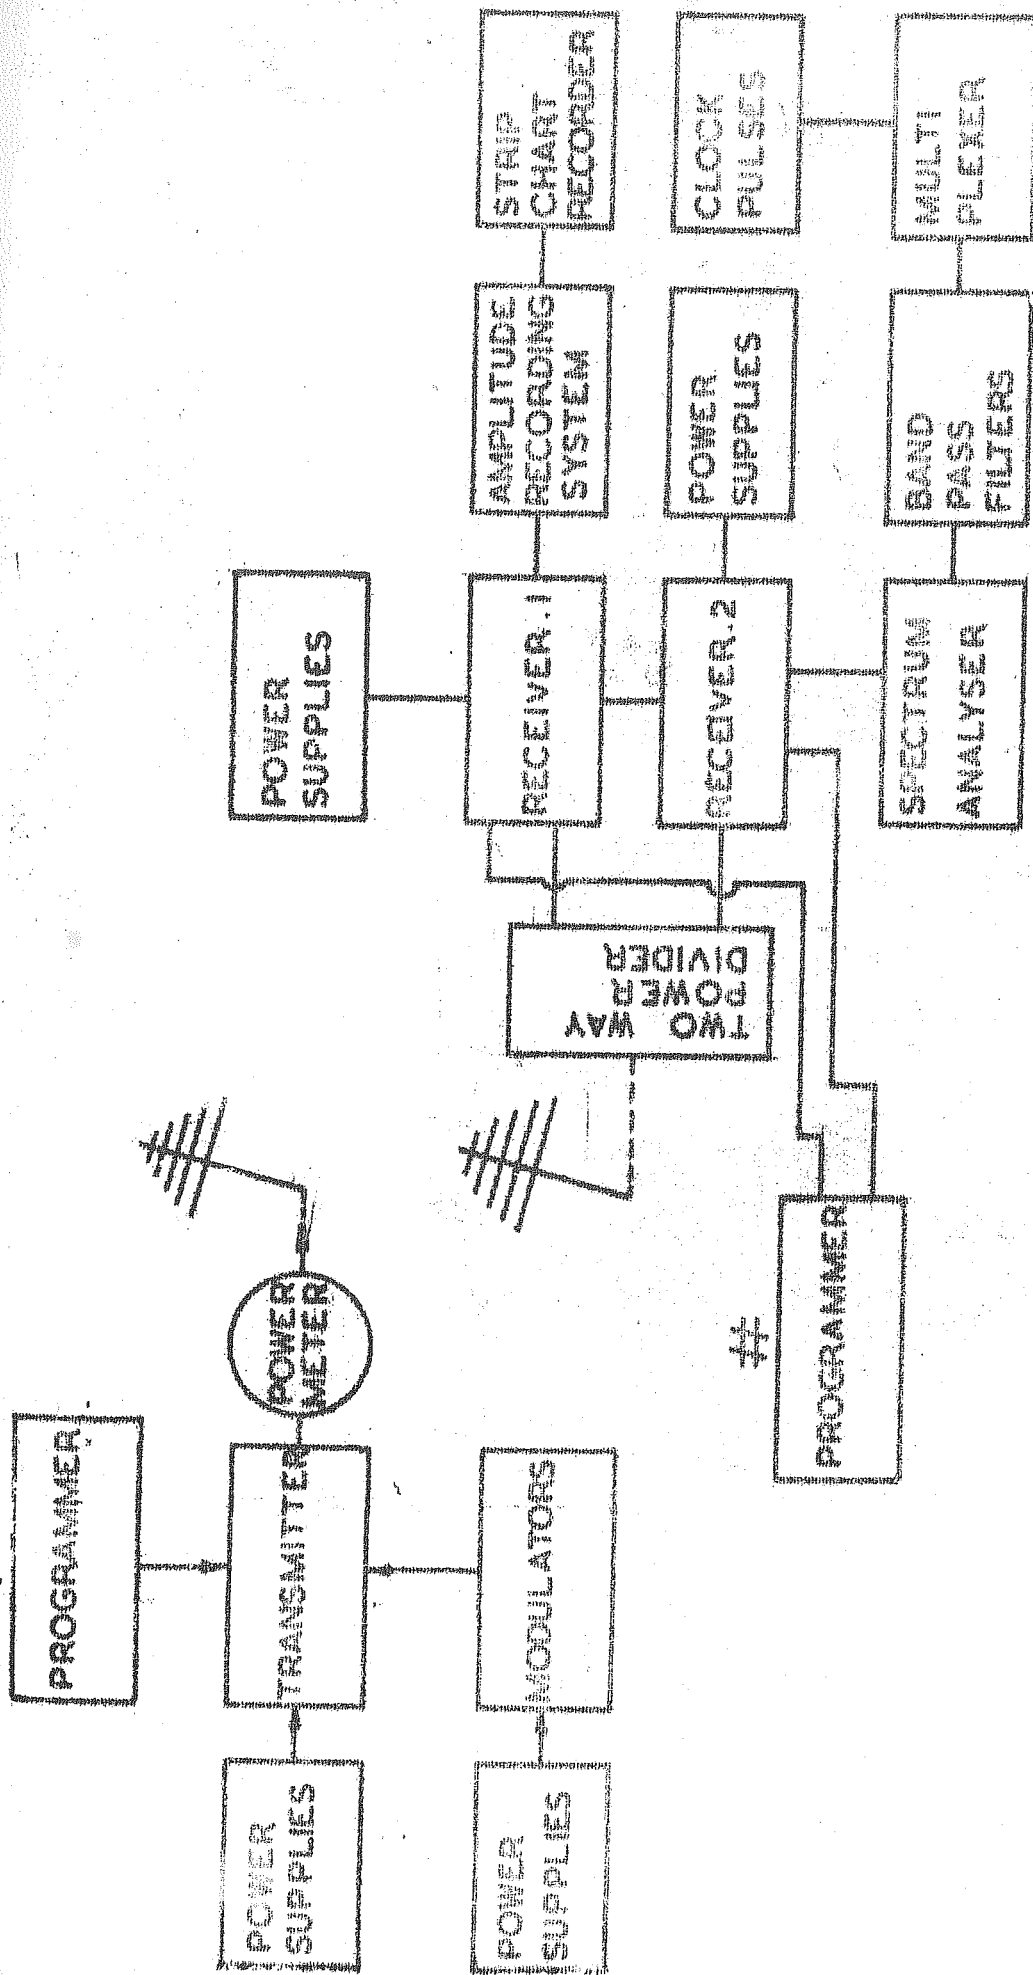 PROGRAMMER
POWER
SUPPLIES
TRANSMITTER
POWER
METER
POWER
SUPPLIES
MODULATORS
POWER
SUPPLIES
TWO WAY
POWER
DIVIDER
RECEIVER.1
AMPLITUDE
RECORDING
SYSTEM
STRIP
CHART
RECORDER
RECEIVER.2
POWER
SUPPLIES
CLOCK
PULSES
#
PROGRAMMER
SPECTRUM
ANALYSER
BAND
PASS
FILTERS
MULTI
PLEXER